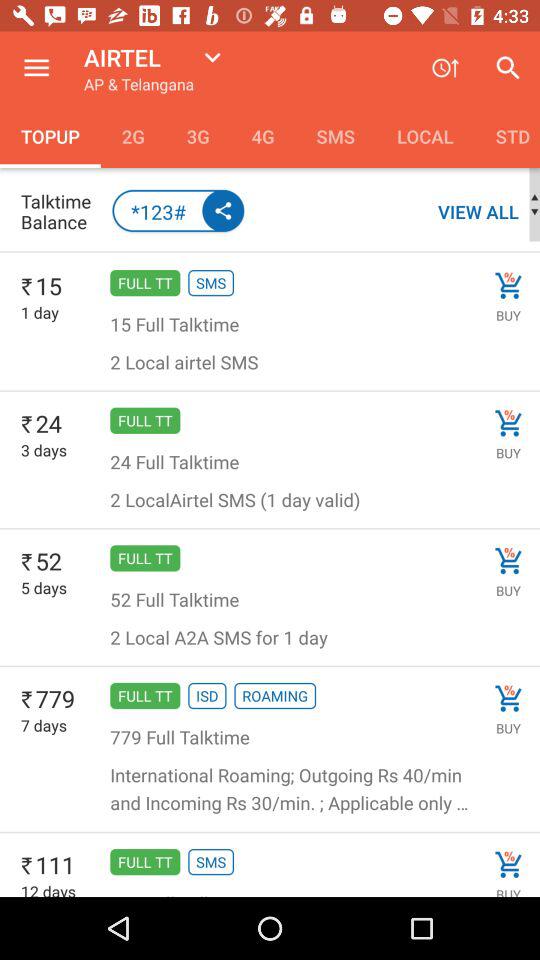 4:33
AIRTEL
AP & Telangana
TOPUP 2G 3G 4G SMS LOCAL STD
Talktime Balance *123# VIEW ALL
₹15 FULL TT SMS
1 day BUY
15 Full Talktime
2 Local airtel SMS
₹24 FULL TT
3 days BUY
24 Full Talktime
2 LocalAirtel SMS (1 day valid)
₹52 FULL TT
5 days BUY
52 Full Talktime
2 Local A2A SMS for 1 day
₹779 FULL TT ISD ROAMING
7 days BUY
779 Full Talktime
International Roaming; Outgoing Rs 40/min
and Incoming Rs 30/min. ; Applicable only ...
₹111 FULL TT SMS
12 days BUY